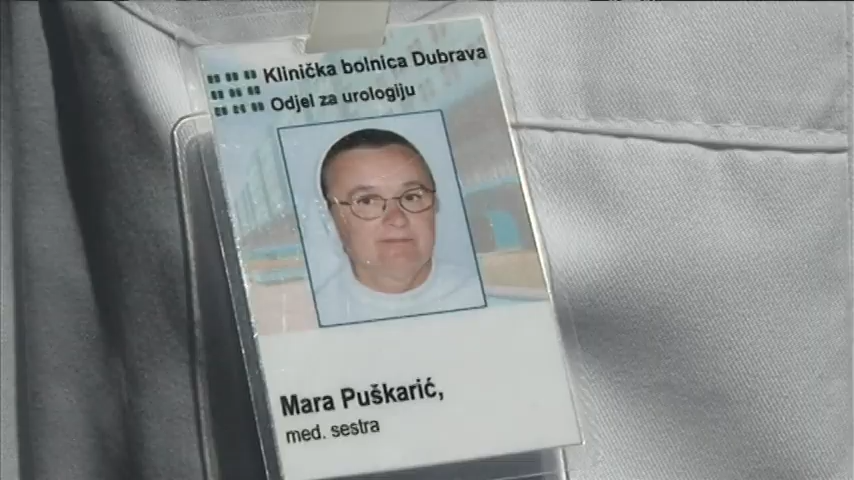 Klinička bolnica Dubrava
Odjel za urologiju
Mara Puškarić,
med. sestra